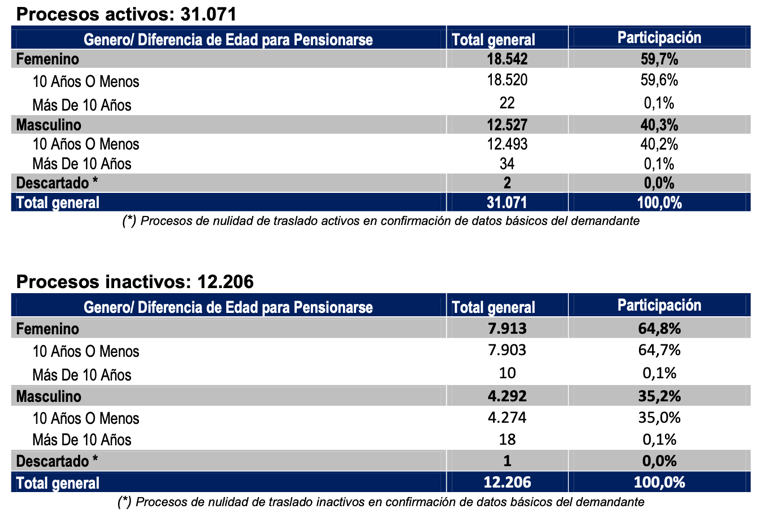 Procesos activos: 31.071
Genero/ Diferencia de Edad para Pensionarse Total general Participación
Femenino 18.542 59,7%
10 Años O Menos 18.520 59,6%
Más De 10 Años 22 0,1%
Masculino 12.527 40,3%
10 Años O Menos 12.493 40,2%
Más De 10 Años 34 0,1%
Descartado * 2 0,0%
Total general 31.071 100,0%
(*) Procesos de nulidad de traslado activos en confirmación de datos básicos del demandante
Procesos inactivos: 12.206
Genero/ Diferencia de Edad para Pensionarse Total general Participación
Femenino 7.913 64,8%
10 Años O Menos 7.903 64,7%
Más De 10 Años 10 0,1%
Masculino 4.292 35,2%
10 Años O Menos 4.274 35,0%
Más De 10 Años 18 0,1%
Descartado * 1 0,0%
Total general 12.206 100,0%
(*) Procesos de nulidad de traslado inactivos en confirmación de datos básicos del demandante